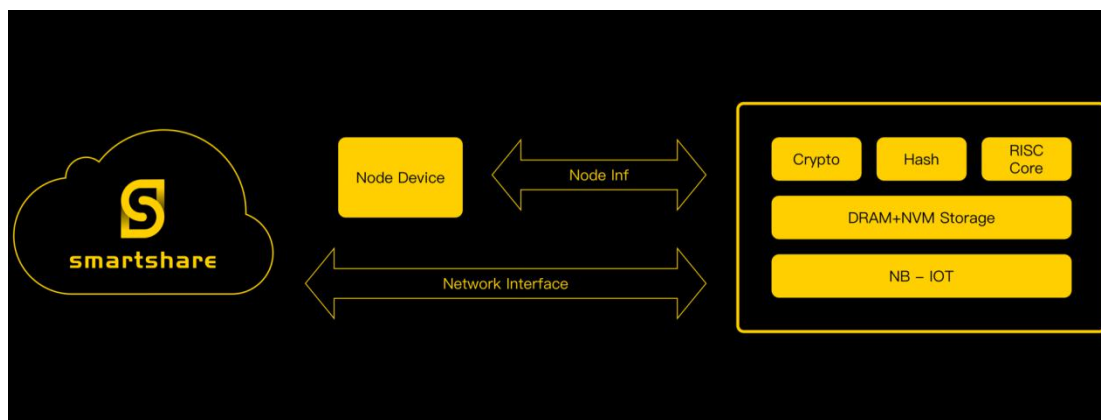 smartshare
Node Device
Node Inf
Network Interface
Crypto
Hash
RISC
Core
DRAM+NVM Storage
NB - IOT